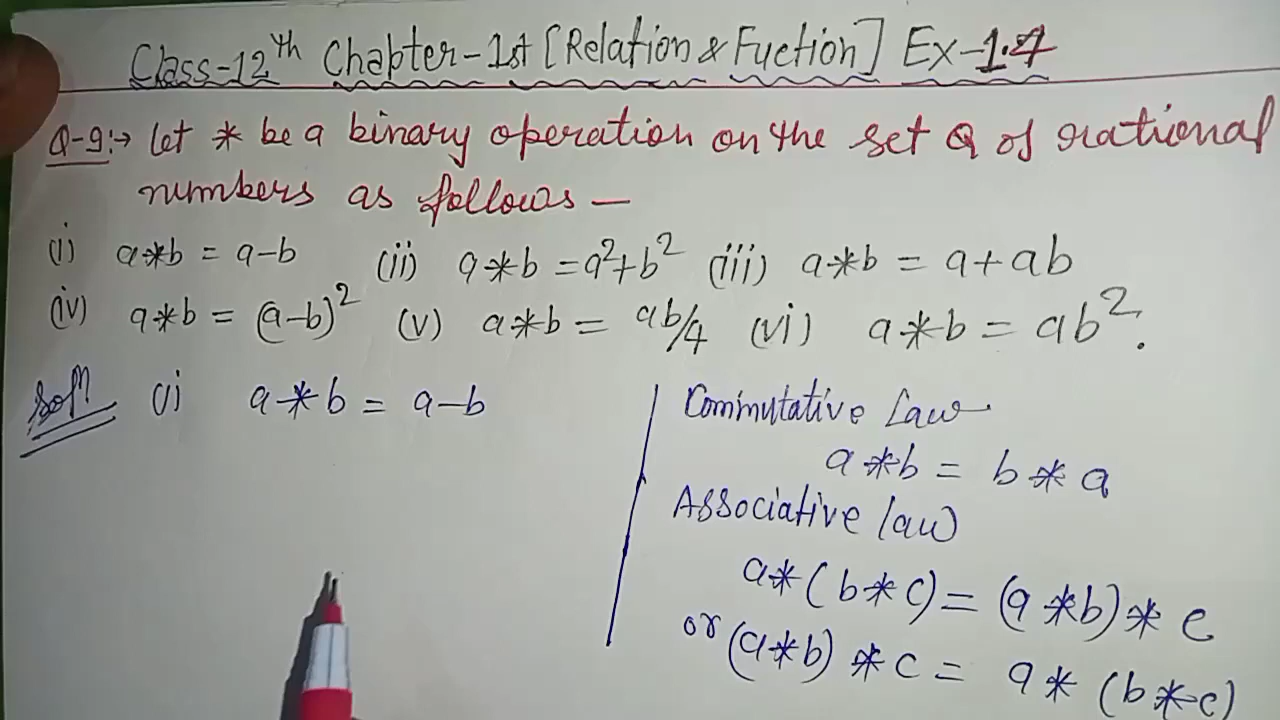 Class-12th Chapter-1st [Relation & Fuction] Ex-1.4
Q-9:→ Let * be a binary operation on the set Q of rational
numbers as follows —
(i) a*b = a-b (ii) a*b = a²+b² (iii) a*b = a+ab
(iv) a*b = (a-b)² (v) a*b = ab/4 (vi) a*b = ab².
Soln (i) a*b = a-b
Commutative Law
a*b = b*a
Associative law
a*(b*c) = (a*b)*c
or (a*b)*c = a*(b*c)